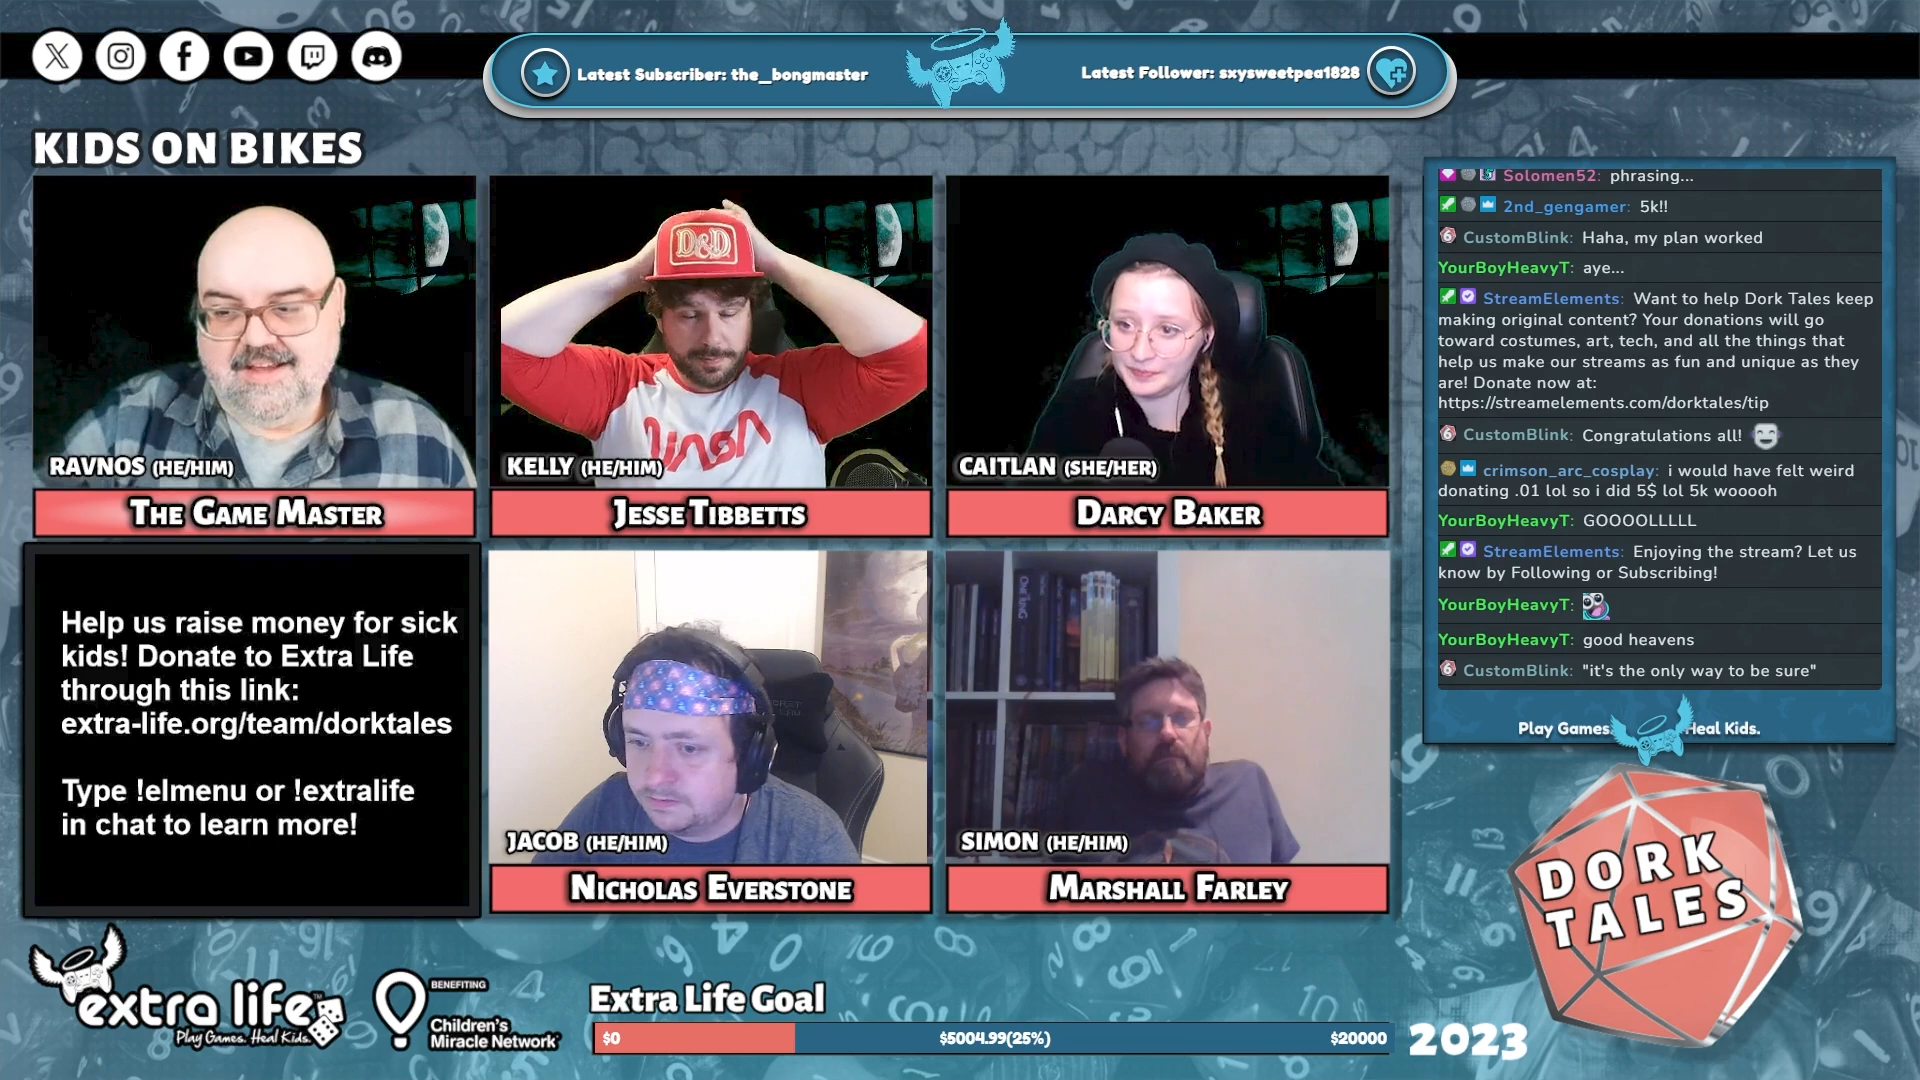 Latest Subscriber: the_bongmaster
Latest Follower: sxysweetpea1828
KIDS ON BIKES
RAVNOS (HE/HIM)
THE GAME MASTER
D&D
KELLY (HE/HIM)
JESSE TIBBETTS
CAITLAN (SHE/HER)
DARCY BAKER
Help us raise money for sick
kids! Donate to Extra Life
through this link:
extra-life.org/team/dorktales
Type !elmenu or !extralife
in chat to learn more!
JACOB (HE/HIM)
NICHOLAS EVERSTONE
SIMON (HE/HIM)
MARSHALL FARLEY
Solomen52: phrasing...
2nd_gengamer: 5k!!
CustomBlink: Haha, my plan worked
YourBoyHeavyT: aye...
StreamElements: Want to help Dork Tales keep
making original content? Your donations will go
toward costumes, art, tech, and all the things that
help us make our streams as fun and unique as they
are! Donate now at:
https://streamelements.com/dorktales/tip
CustomBlink: Congratulations all!
crimson_arc_cosplay: i would have felt weird
donating .01 lol so i did 5$ lol 5k wooooh
YourBoyHeavyT: GOOOOLLLLL
StreamElements: Enjoying the stream? Let us
know by Following or Subscribing!
YourBoyHeavyT:
YourBoyHeavyT: good heavens
CustomBlink: "it's the only way to be sure"
Play Games. Heal Kids.
DORK
TALES
extra life
Play Games. Heal Kids.
BENEFITING
Children's
Miracle Network
Extra Life Goal
$0
$5004.99(25%)
$20000
2023